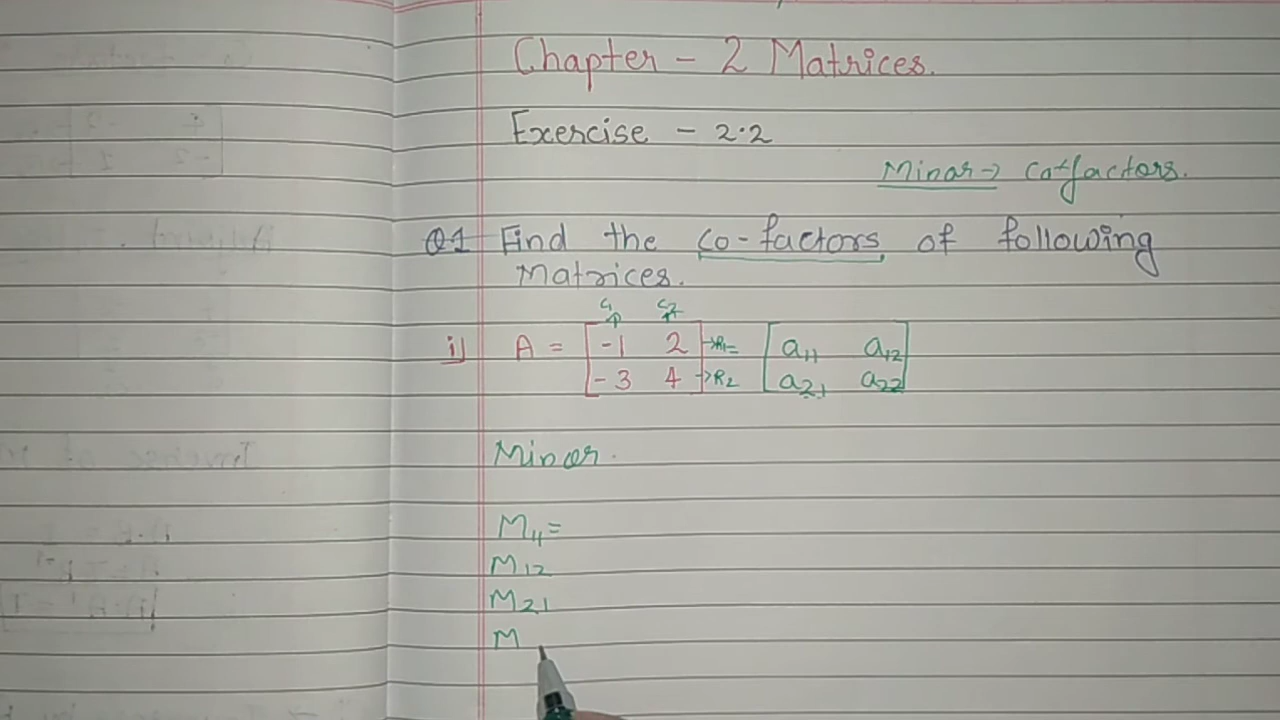 Chapter - 2 Matrices.
Exercise - 2.2
Minor → Co-factors.
Q1 Find the co-factors of following
Matrices.
C1 C2
i) A = [-1 2] → R1 = [a11 a12]
[-3 4] → R2 [a21 a22]
Minor.
M11 =
M12
M21
M